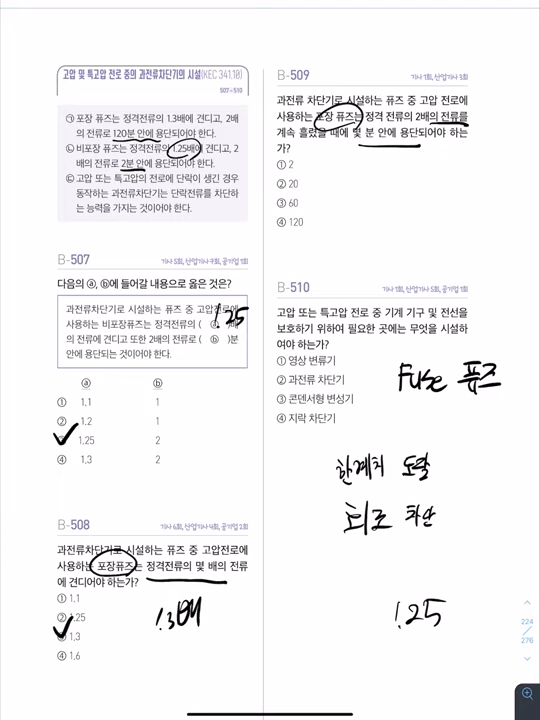 고압 및 특고압 전로 중의 과전류차단기의 시설(KEC 341.10)
507~510
㉠ 포장 퓨즈는 정격전류의 1.3배에 견디고, 2배
의 전류로 120분 안에 용단되어야 한다.
㉡ 비포장 퓨즈는 정격전류의 1.25배에 견디고, 2
배의 전류로 2분 안에 용단되어야 한다.
㉢ 고압 또는 특고압의 전로에 단락이 생긴 경우
동작하는 과전류차단기는 단락전류를 차단하
는 능력을 가지는 것이어야 한다.
B-507
기사 5회, 산업기사 7회, 공기업 1회
다음의 ⓐ, ⓑ에 들어갈 내용으로 옳은 것은?
과전류차단기로 시설하는 퓨즈 중 고압전로에
사용하는 비포장퓨즈는 정격전류의 ( ⓐ )배
1.25
의 전류에 견디고 또한 2배의 전류로 ( ⓑ )분
안에 용단되는 것이어야 한다.
ⓐ ⓑ
① 1.1 1
② 1.2 1
③ 1.25 2
④ 1.3 2
B-508
기사 6회, 산업기사 4회, 공기업 2회
과전류차단기로 시설하는 퓨즈 중 고압전로에
사용하는 포장퓨즈는 정격전류의 몇 배의 전류
에 견디어야 하는가?
① 1.1
② 1.25
③ 1.3
④ 1.6
1.3배
B-509
기사 1회, 산업기사 3회
과전류 차단기로 시설하는 퓨즈 중 고압 전로에
사용하는 포장 퓨즈는 정격 전류의 2배의 전류를
계속 흘렸을 때에 몇 분 안에 용단되어야 하는
가?
① 2
② 20
③ 60
④ 120
B-510
기사 1회, 산업기사 5회, 공기업 1회
고압 또는 특고압 전로 중 기계 기구 및 전선을
보호하기 위하여 필요한 곳에는 무엇을 시설하
여야 하는가?
① 영상 변류기
② 과전류 차단기
③ 콘덴서형 변성기
④ 지락 차단기
Fuse 퓨즈
한계치 도달
회로 차단
1.25
224
276